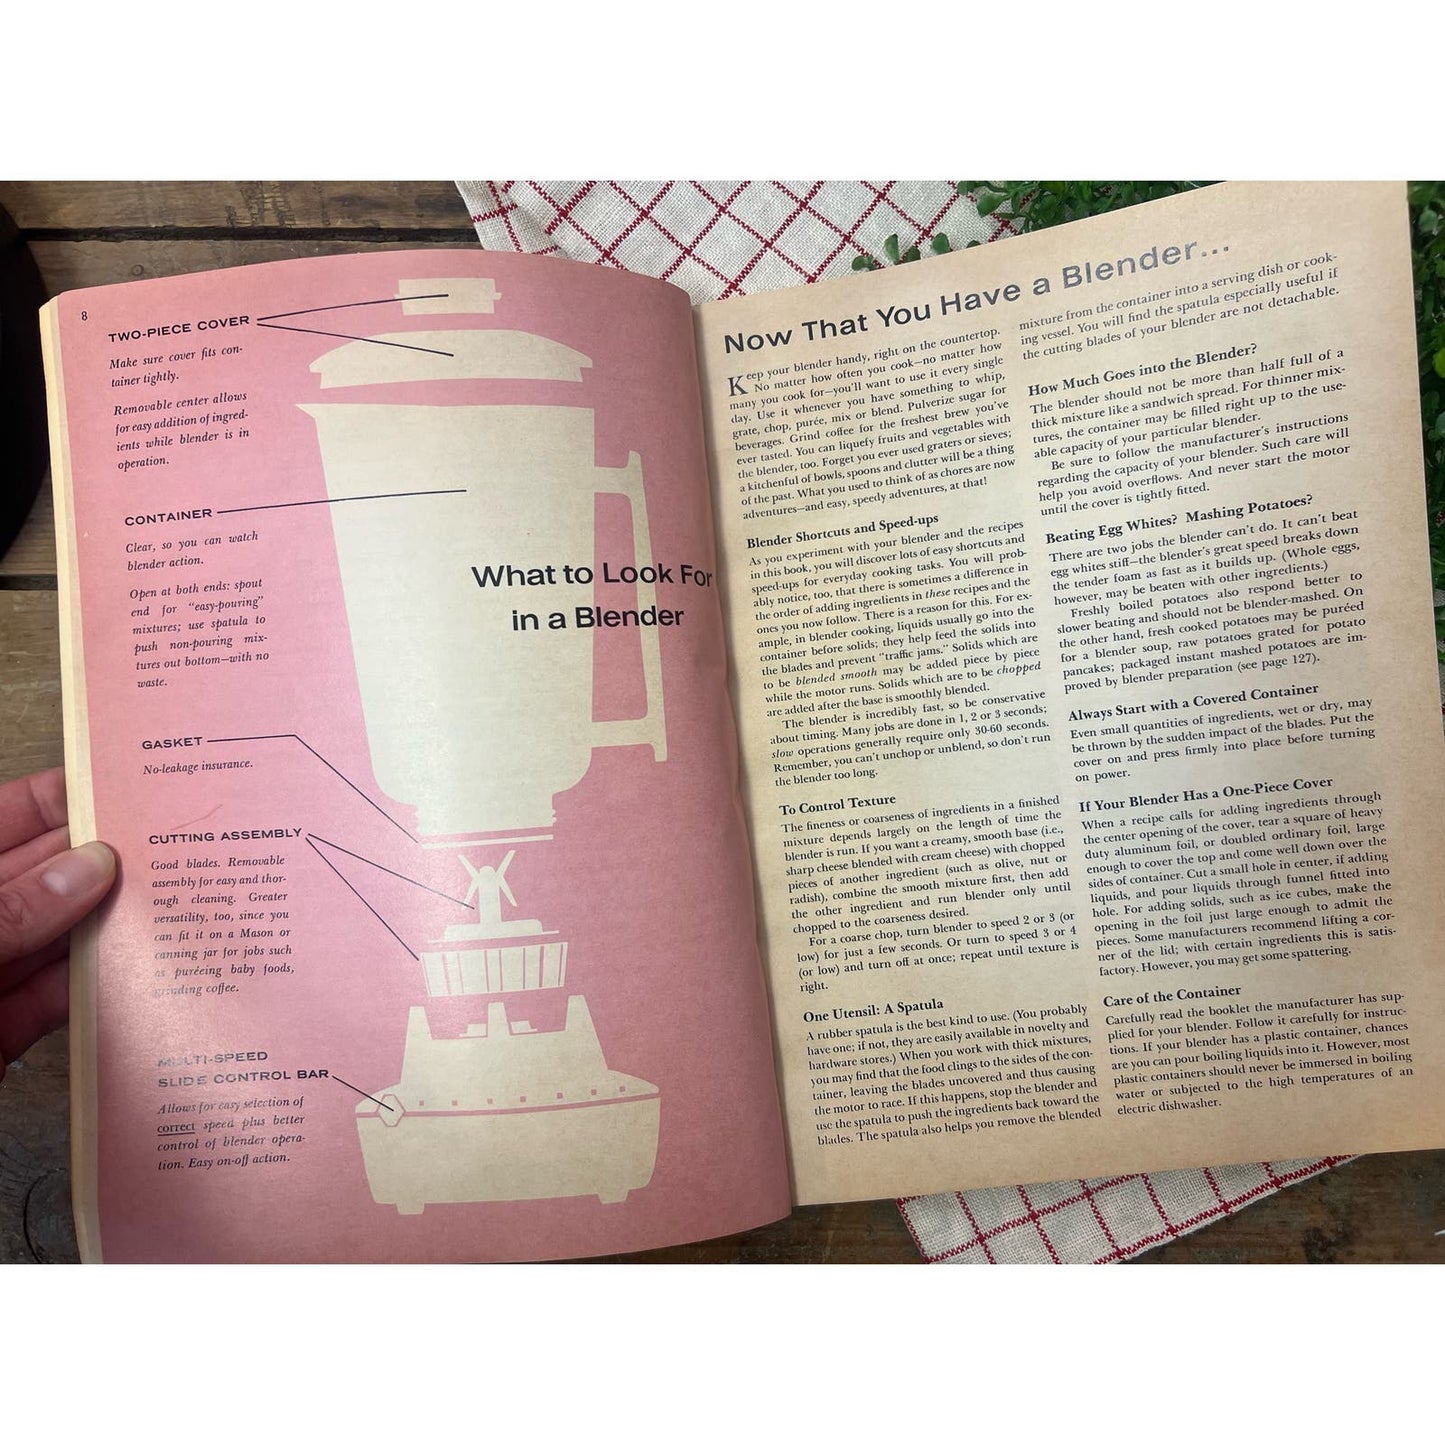 8
TWO-PIECE COVER
Make sure cover fits con-
tainer tightly.
Removable center allows
for easy addition of ingred-
ients while blender is in
operation.
CONTAINER
Clear, so you can watch
blender action.
Open at both ends: spout
end for “easy-pouring”
mixtures; use spatula to
push non-pouring mix-
tures out bottom—with no
waste.
GASKET
No-leakage insurance.
CUTTING ASSEMBLY
Good blades. Removable
assembly for easy and thor-
ough cleaning. Greater
versatility, too, since you
can fit it on a Mason or
canning jar for jobs such
as puréeing baby foods,
grinding coffee.
MULTI-SPEED
SLIDE CONTROL BAR
Allows for easy selection of
correct speed plus better
control of blender opera-
tion. Easy on-off action.
What to Look For
in a Blender
Now That You Have a Blender...
Keep your blender handy, right on the countertop.
No matter how often you cook—no matter how
many you cook for—you’ll want to use it every single
day. Use it whenever you have something to whip,
grate, chop, purée, mix or blend. Pulverize sugar for
beverages. Grind coffee for the freshest brew you’ve
ever tasted. You can liquefy fruits and vegetables with
the blender, too. Forget you ever used graters or sieves;
a kitchenful of bowls, spoons and clutter will be a thing
of the past. What you used to think of as chores are now
adventures—and easy, speedy adventures, at that!
Blender Shortcuts and Speed-ups
As you experiment with your blender and the recipes
in this book, you will discover lots of easy shortcuts and
speed-ups for everyday cooking tasks. You will prob-
ably notice, too, that there is sometimes a difference in
the order of adding ingredients in these recipes and the
ones you now follow. There is a reason for this. For ex-
ample, in blender cooking, liquids usually go into the
container before solids; they help feed the solids into
the blades and prevent “traffic jams.” Solids which are
to be blended smooth may be added piece by piece
while the motor runs. Solids which are to be chopped
are added after the base is smoothly blended.
The blender is incredibly fast, so be conservative
about timing. Many jobs are done in 1, 2 or 3 seconds;
slow operations generally require only 30-60 seconds.
Remember, you can’t unchop or unblend, so don’t run
the blender too long.
To Control Texture
The fineness or coarseness of ingredients in a finished
mixture depends largely on the length of time the
blender is run. If you want a creamy, smooth base (i.e.,
sharp cheese blended with cream cheese) with chopped
pieces of another ingredient (such as olive, nut or
radish), combine the smooth mixture first, then add
the other ingredient and run blender only until
chopped to the coarseness desired.
For a coarse chop, turn blender to speed 2 or 3 (or
low) for just a few seconds. Or turn to speed 3 or 4
(or low) and turn off at once; repeat until texture is
right.
One Utensil: A Spatula
A rubber spatula is the best kind to use. (You probably
have one; if not, they are easily available in novelty and
hardware stores.) When you work with thick mixtures,
you may find that the food clings to the sides of the con-
tainer, leaving the blades uncovered and thus causing
the motor to race. If this happens, stop the blender and
use the spatula to push the ingredients back toward the
blades. The spatula also helps you remove the blended
mixture from the container into a serving dish or cook-
ing vessel. You will find the spatula especially useful if
the cutting blades of your blender are not detachable.
How Much Goes into the Blender?
The blender should not be more than half full of a
thick mixture like a sandwich spread. For thinner mix-
tures, the container may be filled right up to the use-
able capacity of your particular blender.
Be sure to follow the manufacturer’s instructions
regarding the capacity of your blender. Such care will
help you avoid overflows. And never start the motor
until the cover is tightly fitted.
Beating Egg Whites? Mashing Potatoes?
There are two jobs the blender can’t do. It can’t beat
egg whites stiff—the blender’s great speed breaks down
the tender foam as fast as it builds up. (Whole eggs,
however, may be beaten with other ingredients.)
Freshly boiled potatoes also respond better to
slower beating and should not be blender-mashed. On
the other hand, fresh cooked potatoes may be puréed
for a blender soup, raw potatoes grated for potato
pancakes; packaged instant mashed potatoes are im-
proved by blender preparation (see page 127).
Always Start with a Covered Container
Even small quantities of ingredients, wet or dry, may
be thrown by the sudden impact of the blades. Put the
cover on and press firmly into place before turning
on power.
If Your Blender Has a One-Piece Cover
When a recipe calls for adding ingredients through
the center opening of the cover, tear a square of heavy
duty aluminum foil, or doubled ordinary foil, large
enough to cover the top and come well down over the
sides of container. Cut a small hole in center, if adding
liquids, and pour liquids through funnel fitted into
hole. For adding solids, such as ice cubes, make the
opening in the foil just large enough to admit the
pieces. Some manufacturers recommend lifting a cor-
ner of the lid; with certain ingredients this is satis-
factory. However, you may get some spattering.
Care of the Container
Carefully read the booklet the manufacturer has sup-
plied for your blender. Follow it carefully for instruc-
tions. If your blender has a plastic container, chances
are you can pour boiling liquids into it. However, most
plastic containers should never be immersed in boiling
water or subjected to the high temperatures of an
electric dishwasher.